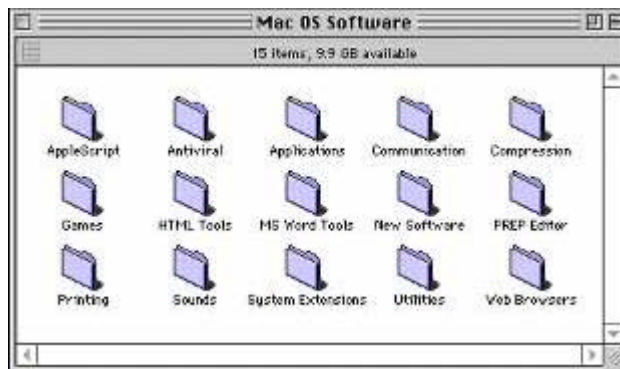 Mac OS Software
15 items, 9.9 GB available
AppleScript Antiviral Applications Communication Compression
Games HTML Tools MS Word Tools New Software PREP Editor
Printing Sounds System Extensions Utilities Web Browsers